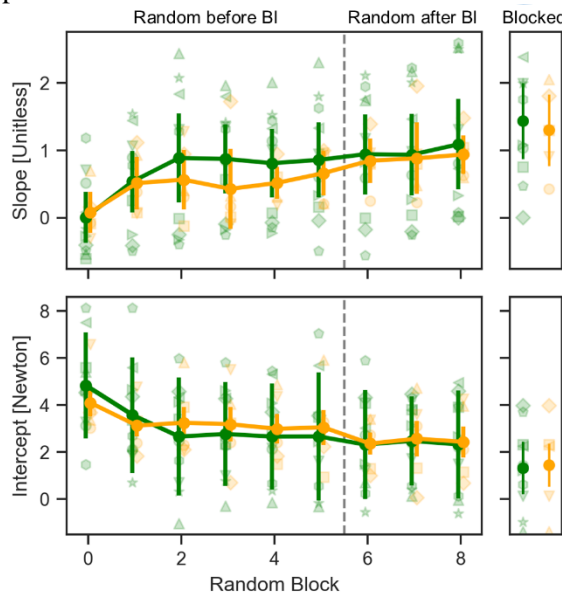 Random before BI
Random after BI
Blocked
Slope [Unitless]
2
1
0
Intercept [Newton]
8
6
4
2
0
0
2
4
6
8
Random Block